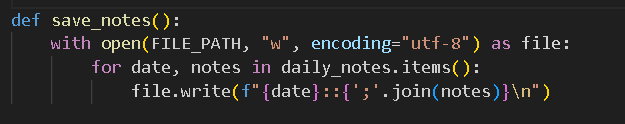 def save_notes():
    with open(FILE_PATH, "w", encoding="utf-8") as file:
        for date, notes in daily_notes.items():
            file.write(f"{date}::{';'.join(notes)}\n")